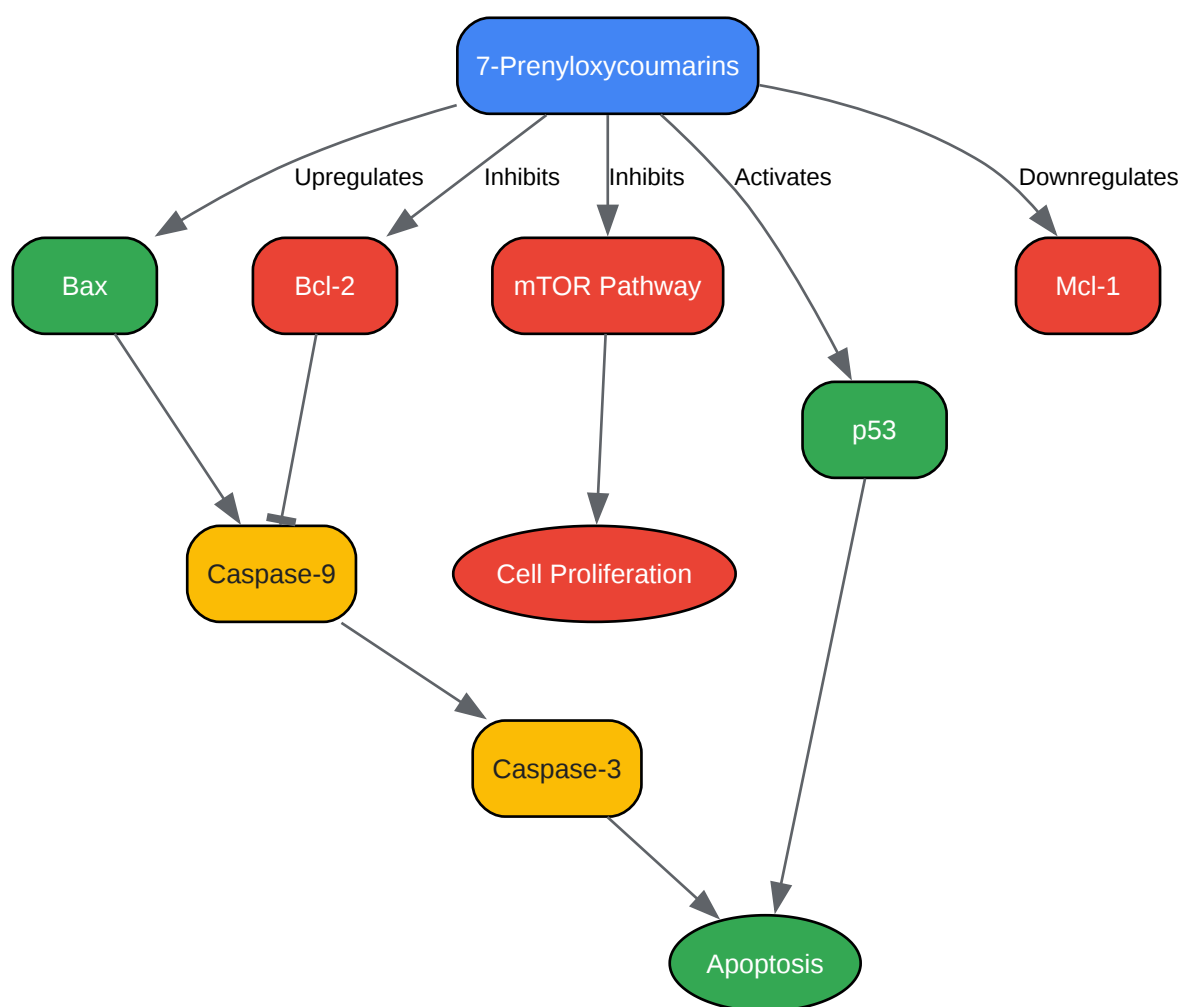 7-Prenyloxycoumarins
Upregulates
Inhibits
Inhibits
Activates
Downregulates
Bax
Bcl-2
mTOR Pathway
Mcl-1
p53
Caspase-9
Cell Proliferation
Caspase-3
Apoptosis